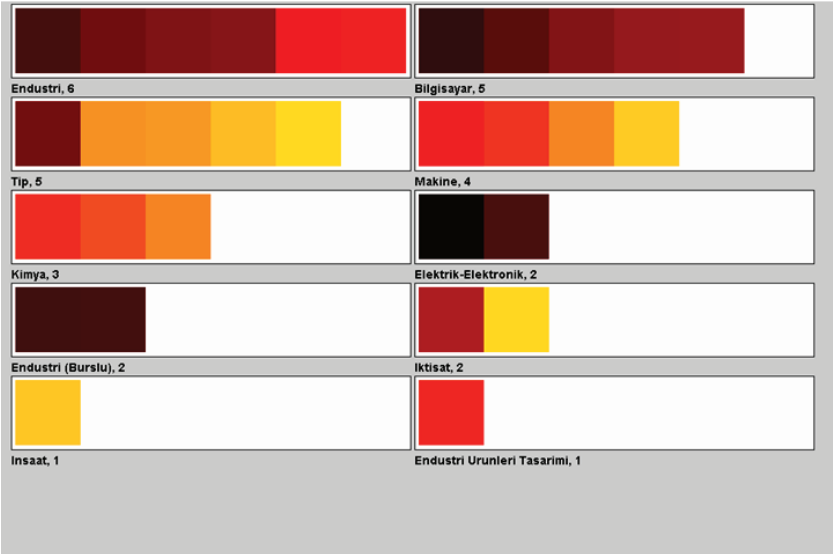 Endustri, 6
Bilgisayar, 5
Tip, 5
Makine, 4
Kimya, 3
Elektrik-Elektronik, 2
Endustri (Burslu), 2
Iktisat, 2
Insaat, 1
Endustri Urunleri Tasarimi, 1